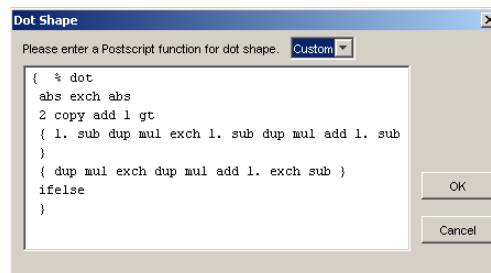 Dot Shape
Please enter a Postscript function for dot shape. Custom
{ % dot
abs exch abs
2 copy add 1 gt
{ 1. sub dup mul exch 1. sub dup mul add 1. sub
}
{ dup mul exch dup mul add 1. exch sub }
ifelse
}
OK
Cancel